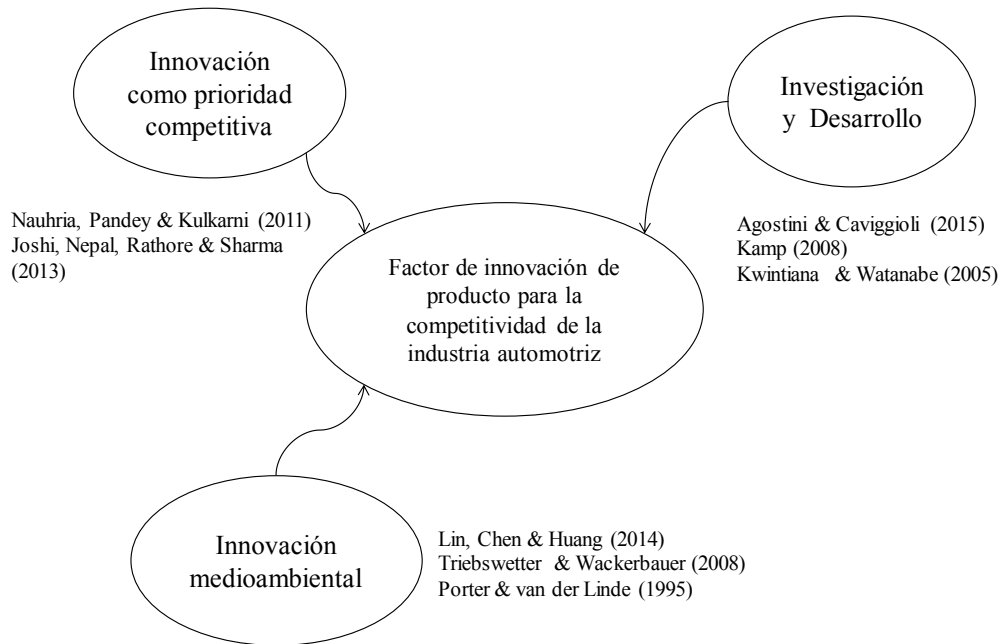 Innovación
como prioridad
competitiva
Investigación
y Desarrollo
Nauhria, Pandey & Kulkarni (2011)
Joshi, Nepal, Rathore & Sharma
(2013)
Agostini & Caviggioli (2015)
Kamp (2008)
Kwintiana & Watanabe (2005)
Factor de innovación de
producto para la
competitividad de la
industria automotriz
Innovación
medioambiental
Lin, Chen & Huang (2014)
Triebswetter & Wackerbauer (2008)
Porter & van der Linde (1995)